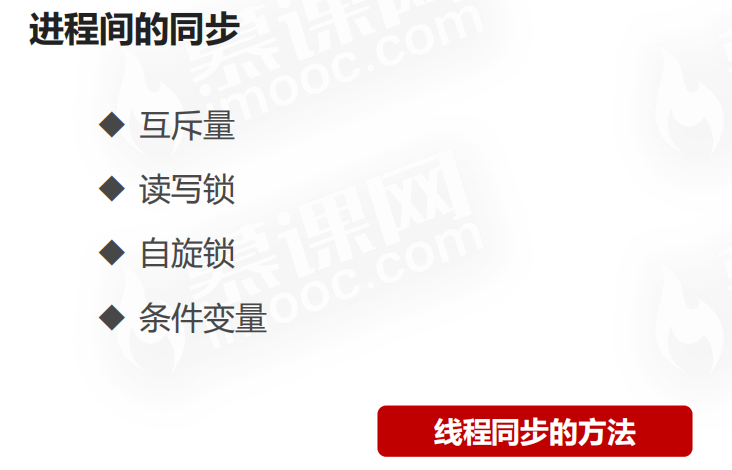 进程间的同步
慕课网
imooc.com
◆ 互斥量
◆ 读写锁
慕课网
imooc.com
◆ 自旋锁
◆ 条件变量
线程同步的方法